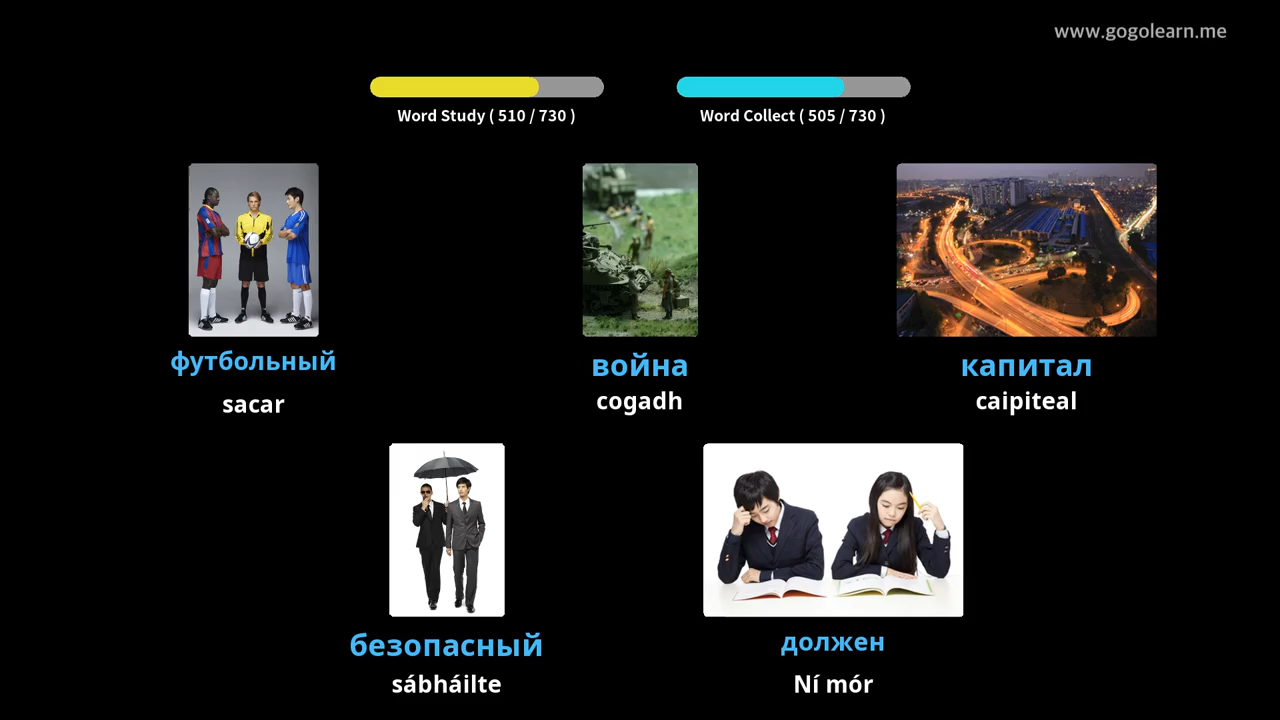 www.gogolearn.me
Word Study ( 510 / 730 )
Word Collect ( 505 / 730 )
футбольный
sacar
война
cogadh
капитал
caipiteal
безопасный
sábháilte
должен
Ní mór